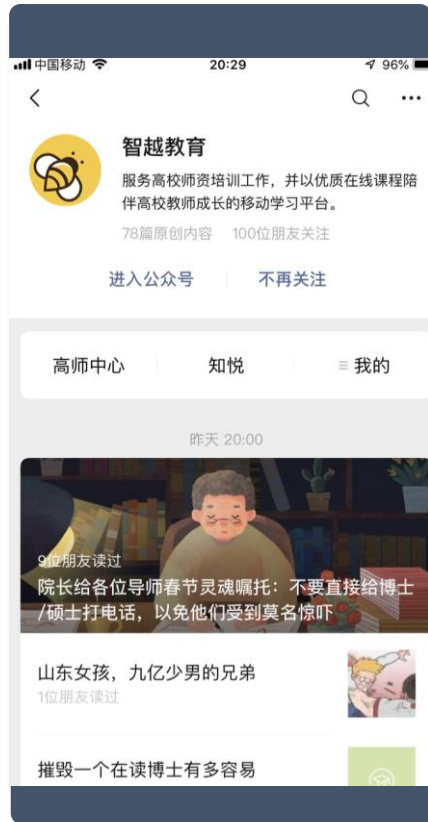 中国移动 20:29 96%
智越教育
服务高校师资培训工作，并以优质在线课程陪
伴高校教师成长的移动学习平台。
78篇原创内容 100位朋友关注
进入公众号 不再关注
高师中心 知悦 我的
昨天 20:00
9位朋友读过
院长给各位导师春节灵魂嘱托：不要直接给博士
/硕士打电话，以免他们受到莫名惊吓
山东女孩，九亿少男的兄弟
1位朋友读过
摧毁一个在读博士有多容易